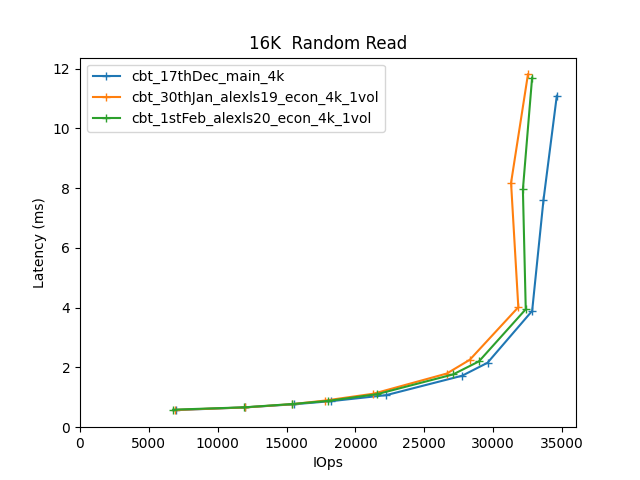 16K  Random Read
cbt_17thDec_main_4k
cbt_30thJan_alexls19_econ_4k_1vol
cbt_1stFeb_alexls20_econ_4k_1vol
Latency (ms)
12
10
8
6
4
2
0
0 5000 10000 15000 20000 25000 30000 35000
IOps